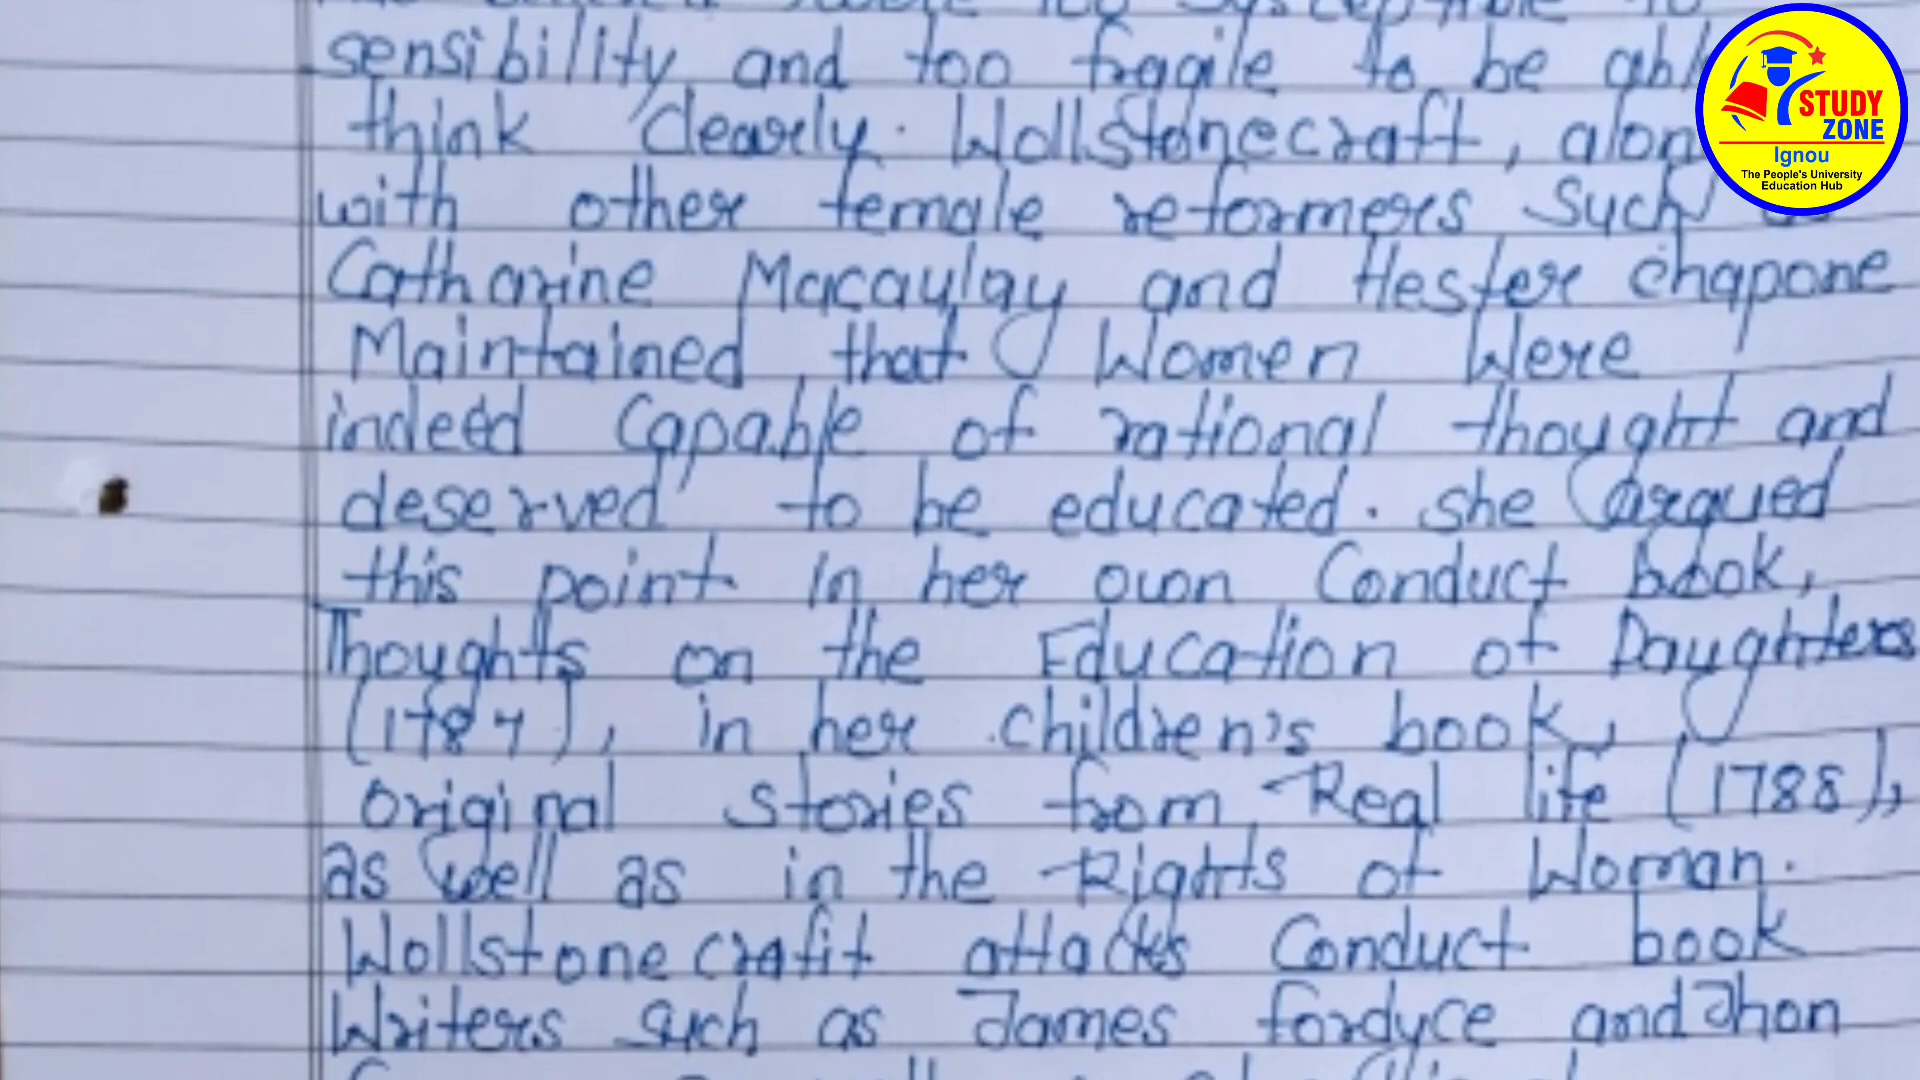 sensibility and too fragile to be abl
think clearly. Wollstonecraft, alon
with other female reformers such
Catharine Macaulay and Hester chapone
Maintained that Women Were
indeed Capable of rational thought and
deserved to be educated. she argued
this point in her own Conduct book,
Thoughts on the Education of Daughters
(1787), in her children's book,
Original stories from Real life (1788),
as well as in the Rights of Woman.
Wollstonecrafit attacks Conduct book
Writers such as James fordyce and Jhon
STUDY
ZONE
Ignou
The People's University
Education Hub